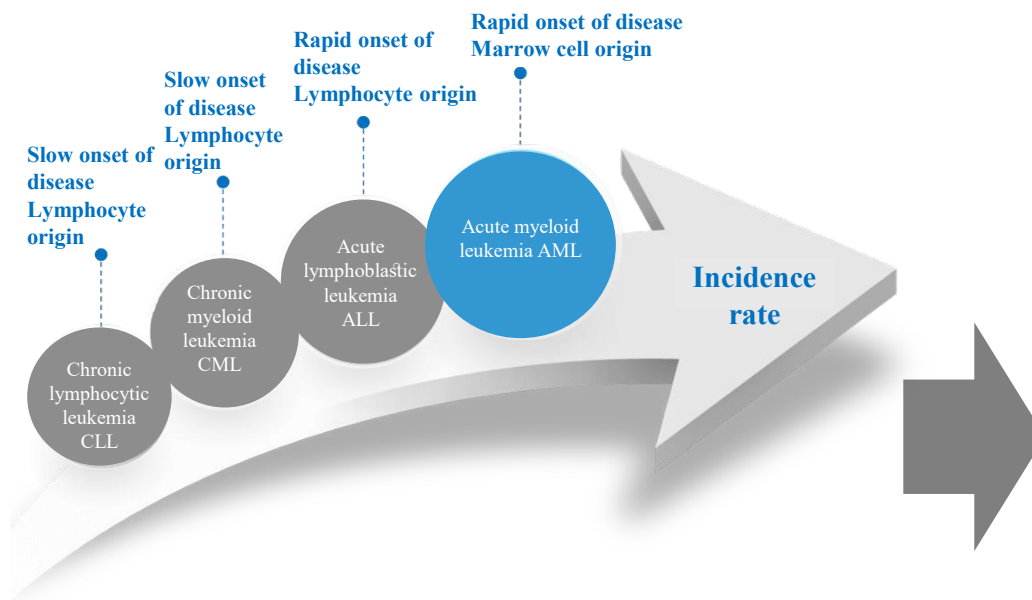 Slow onset of
disease
Lymphocyte
origin
Chronic
lymphocytic
leukemia
CLL
Slow onset
of disease
Lymphocyte
origin
Chronic
myeloid
leukemia
CML
Rapid onset of
disease
Lymphocyte origin
Acute
lymphoblastic
leukemia
ALL
Rapid onset of disease
Marrow cell origin
Acute myeloid
leukemia AML
Incidence
rate